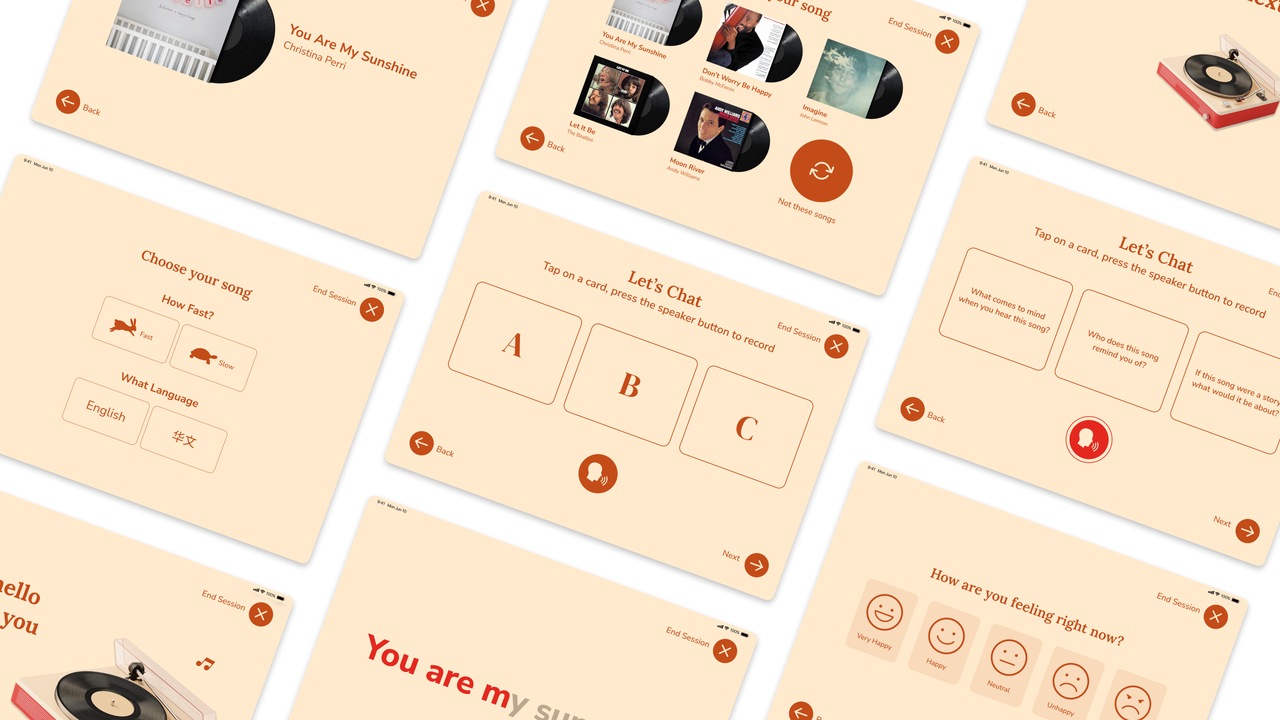 You Are My Sunshine
Christina Perri
Back
your song
End Session
100%
You Are My Sunshine
Christina Perri
Don't Worry Be Happy
Bobby McFerrin
Imagine
John Lennon
Let It Be
The Beatles
ANDY WILLIAMS
Moon River
Andy Williams
Not these songs
Back
Back
9:41 Mon Jun 10
100%
Choose your song
End Session
How Fast?
Fast
Slow
What Language
English
华文
9:41 Mon Jun 10
100%
Let's Chat
Tap on a card, press the speaker button to record
End Session
A
B
C
Back
Next
9:41 Mon Jun 10
Let's Chat
Tap on a card, press the speaker button to record
What comes to mind
when you hear this song?
Who does this song
remind you of?
If this song were a story
what would it be about?
Back
Next
hello
you
End Session
100%
9:41 Mon Jun 10
100%
End Session
You are my
9:41 Mon Jun 10
100%
How are you feeling right now?
End Session
Very Happy
Happy
Neutral
Unhappy